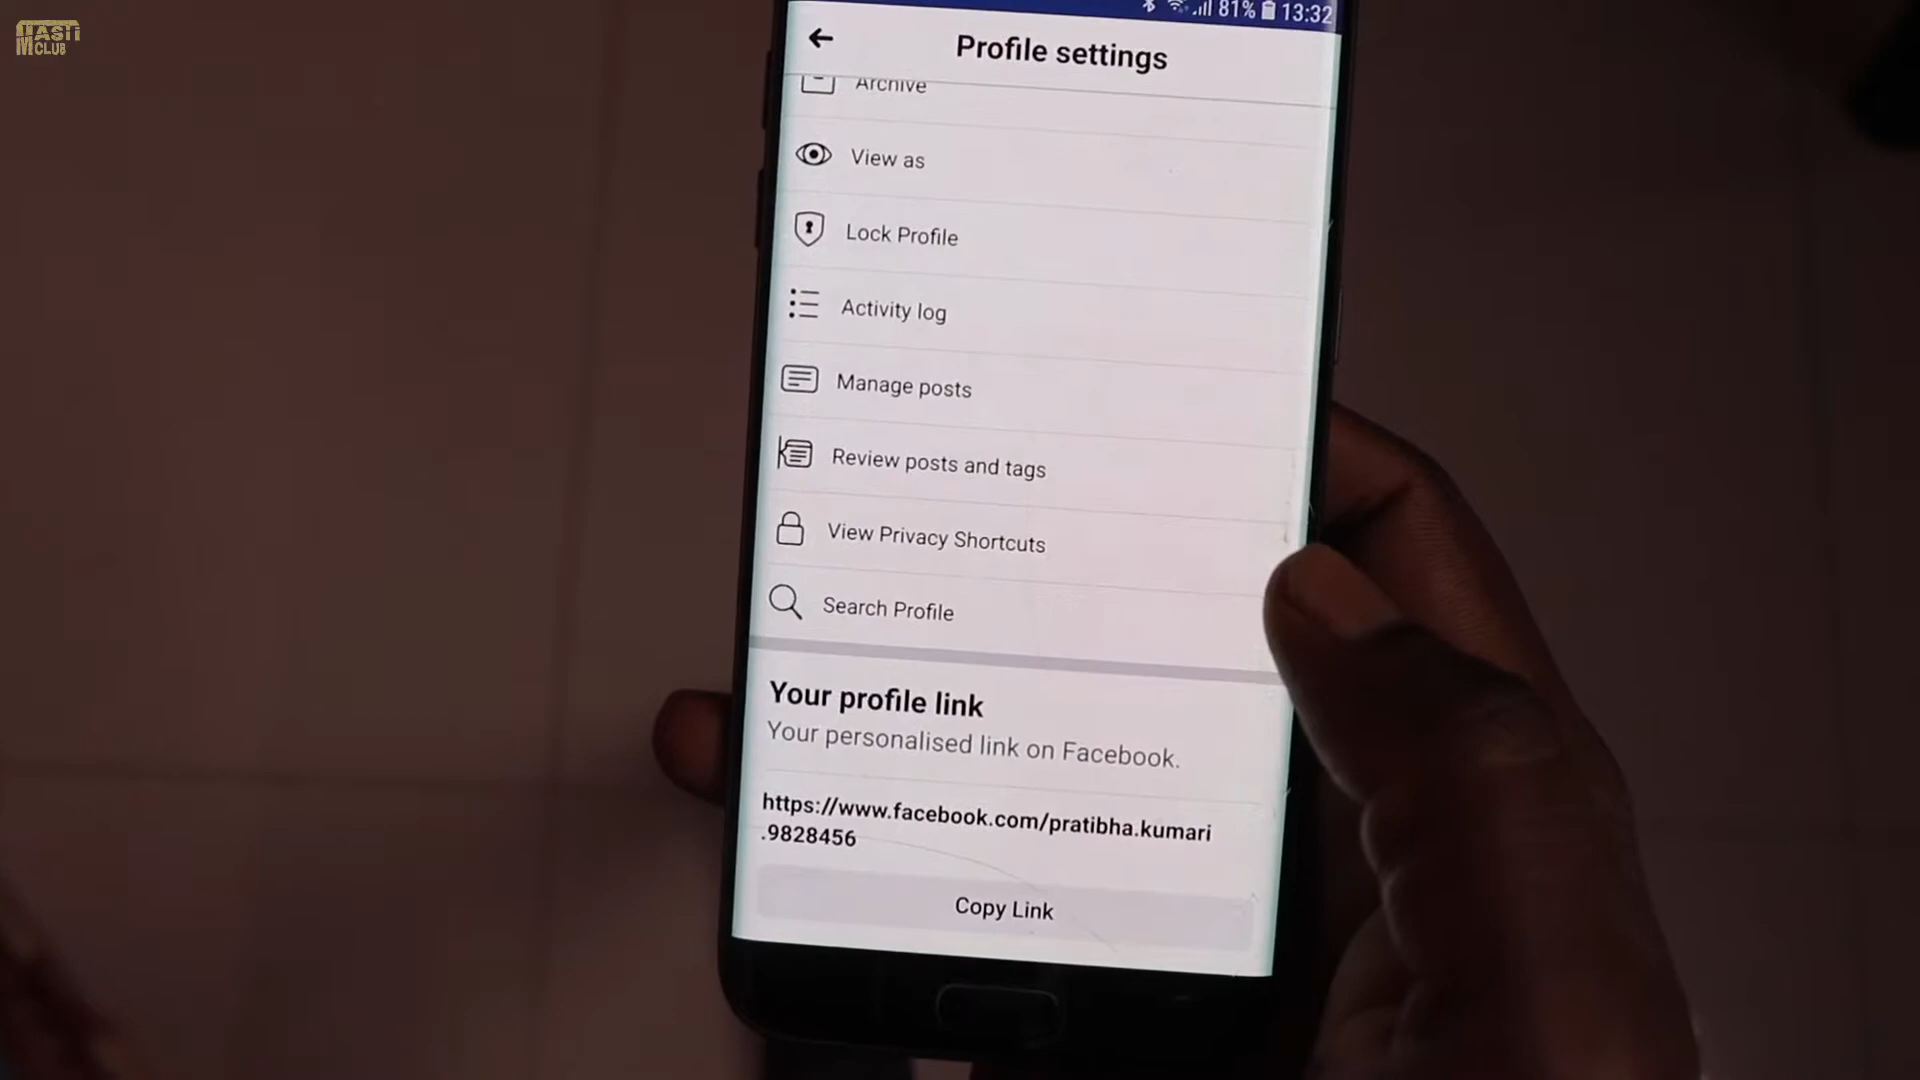 MASTI
CLUB
81% 13:32
Profile settings
Archive
View as
Lock Profile
Activity log
Manage posts
Review posts and tags
View Privacy Shortcuts
Search Profile
Your profile link
Your personalised link on Facebook.
https://www.facebook.com/pratibha.kumari
.9828456
Copy Link